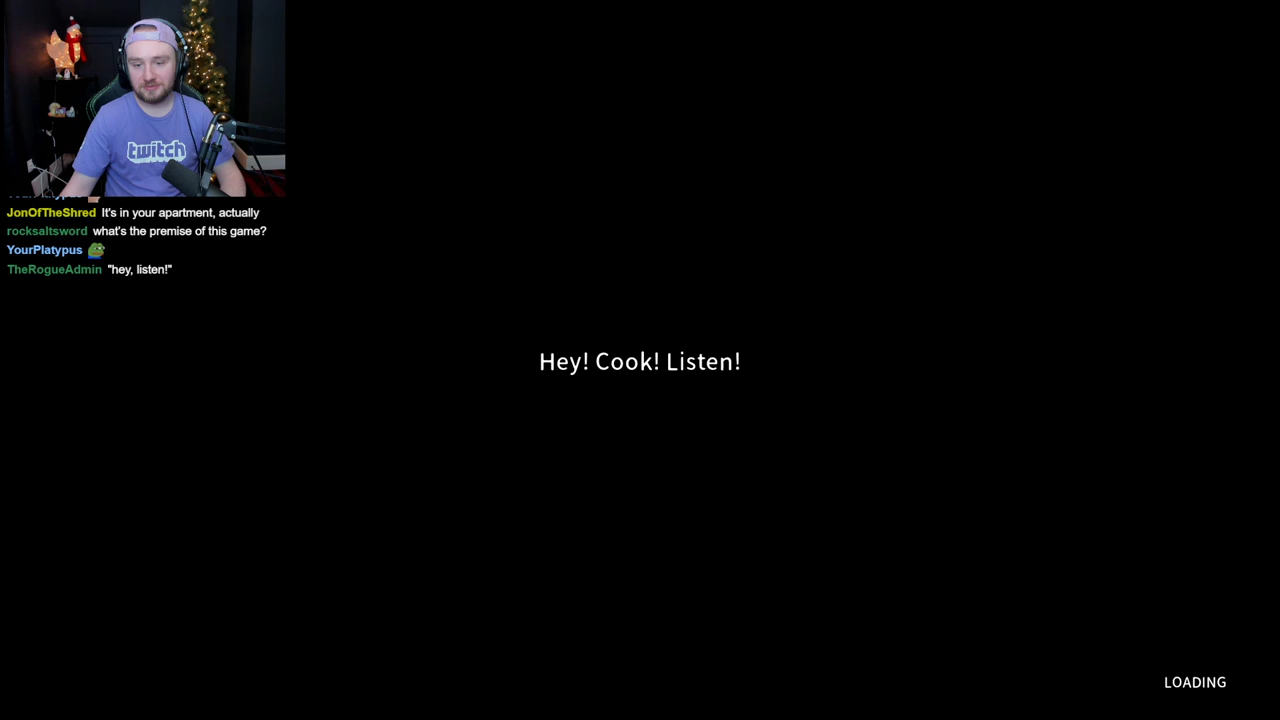 twitch
JonOfTheShred It's in your apartment, actually
rocksaltsword what's the premise of this game?
YourPlatypus
TheRogueAdmin "hey, listen!"
Hey! Cook! Listen!
LOADING